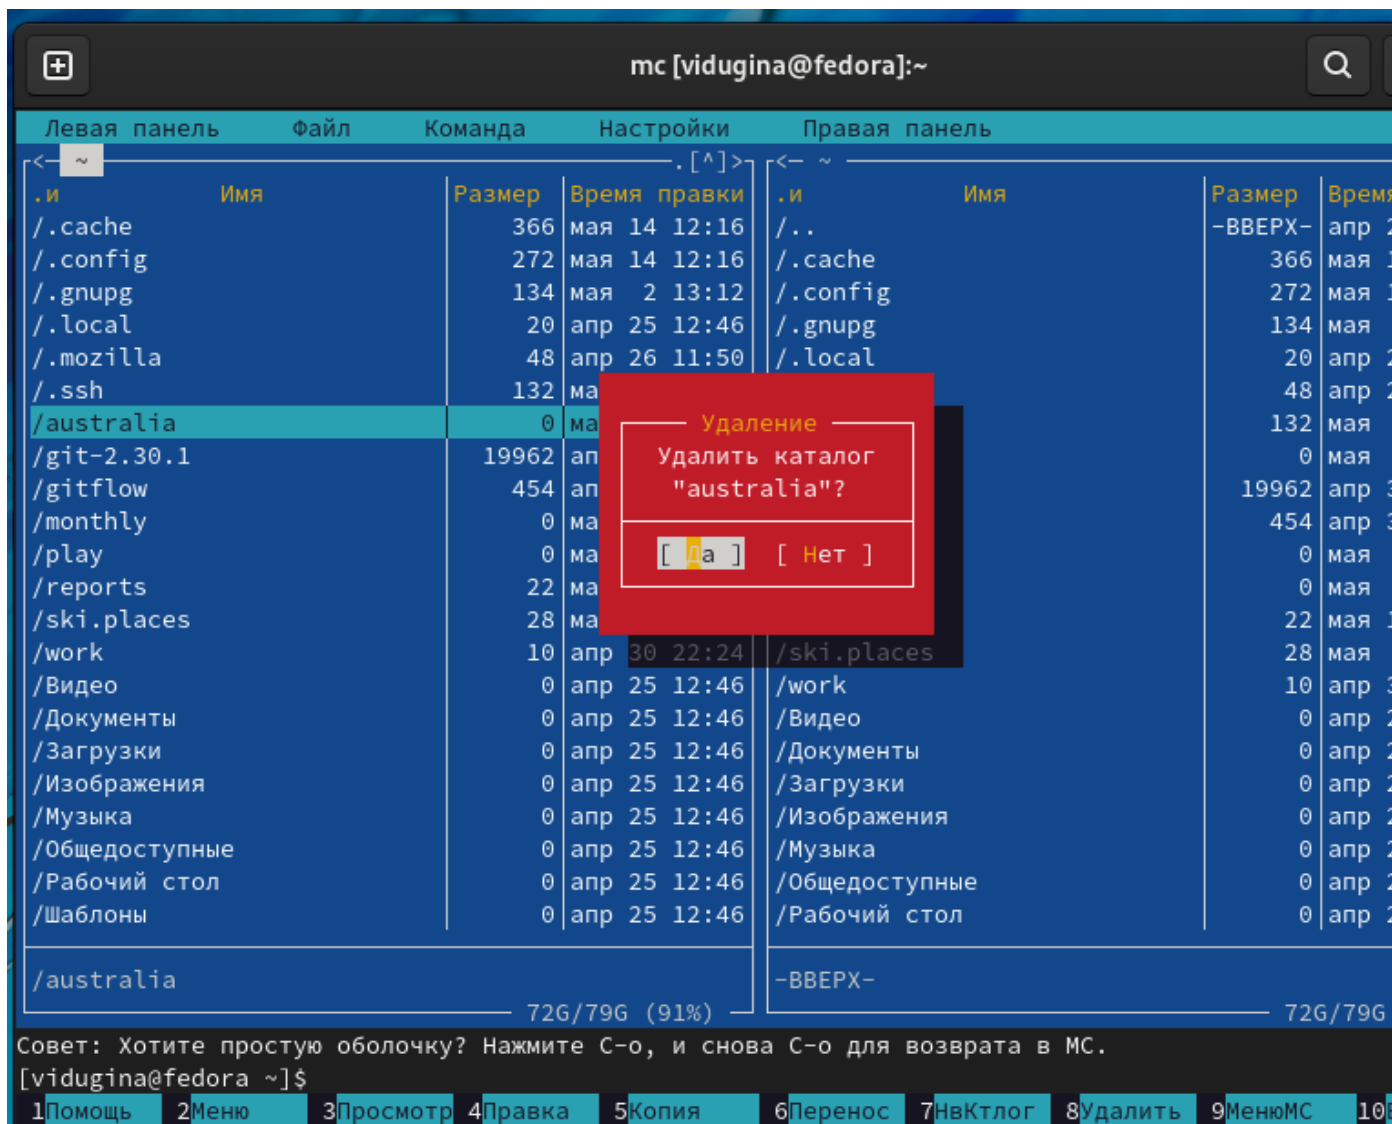 mc [vidugina@fedora]:~
Левая панель Файл Команда Настройки Правая панель
<─ ~ .[^]> <─ ~
.и Имя Размер Время правки .и Имя Размер
/.cache 366 мая 14 12:16 /.. -ВВЕРХ- апр
/.config 272 мая 14 12:16 /.cache 366 мая
/.gnupg 134 мая 2 13:12 /.config 272 мая
/.local 20 апр 25 12:46 /.gnupg 134 мая
/.mozilla 48 апр 26 11:50 /.local 20 апр
/.ssh 132 48 апр
/australia 0 Удаление 132 мая
/git-2.30.1 19962 Удалить каталог 0 мая
/gitflow 454 "australia"? 19962 апр
/monthly 0 454 апр
/play 0 [ Да ] [ Нет ] 0 мая
/reports 22 0 мая
/ski.places 28 22 мая
/work 10 апр 30 22:24 /ski.places 28 мая
/Видео 0 апр 25 12:46 /work 10 апр
/Документы 0 апр 25 12:46 /Видео 0 апр
/Загрузки 0 апр 25 12:46 /Документы 0 апр
/Изображения 0 апр 25 12:46 /Загрузки 0 апр
/Музыка 0 апр 25 12:46 /Изображения 0 апр
/Общедоступные 0 апр 25 12:46 /Музыка 0 апр
/Рабочий стол 0 апр 25 12:46 /Общедоступные 0 апр
/Шаблоны 0 апр 25 12:46 /Рабочий стол 0 апр
/australia -ВВЕРХ-
72G/79G (91%) 72G/79G
Совет: Хотите простую оболочку? Нажмите C-o, и снова C-o для возврата в MC.
[vidugina@fedora ~]$
1Помощь 2Меню 3Просмотр 4Правка 5Копия 6Перенос 7НвКтлог 8Удалить 9МенюMC 10